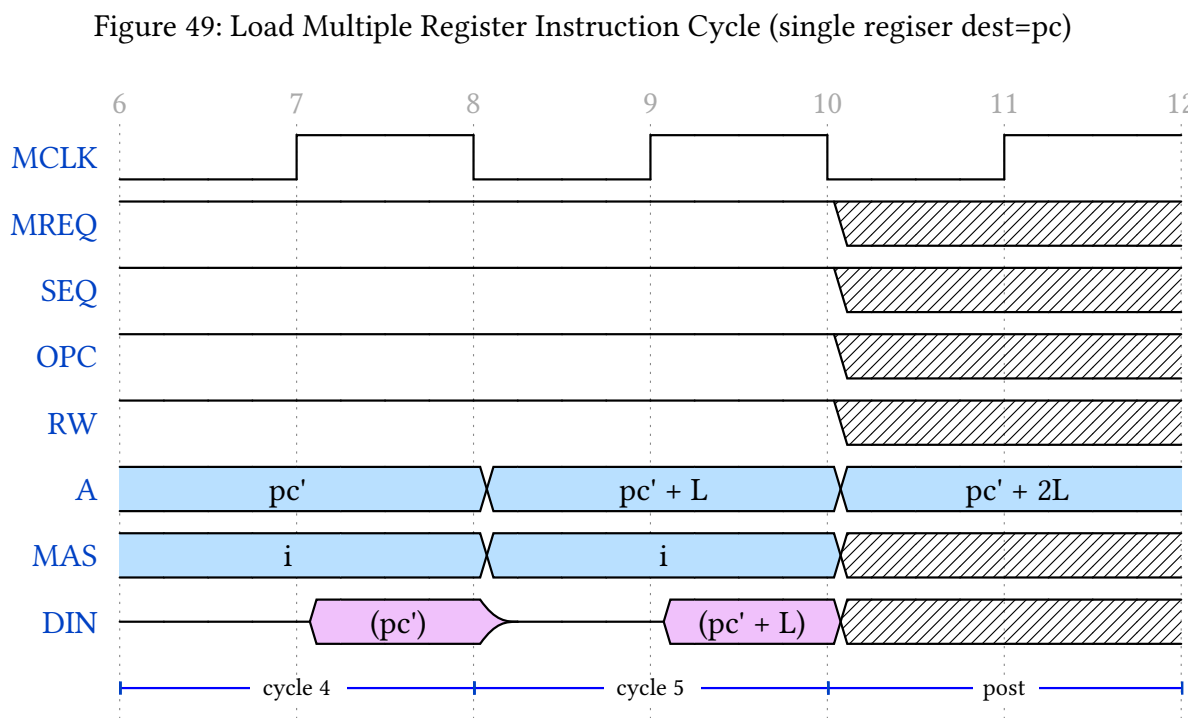 Figure 49: Load Multiple Register Instruction Cycle (single regiser dest=pc)
6 7 8 9 10 11 12
MCLK
MREQ
SEQ
OPC
RW
A pc' pc' + L pc' + 2L
MAS i i
DIN (pc') (pc' + L)
cycle 4 cycle 5 post